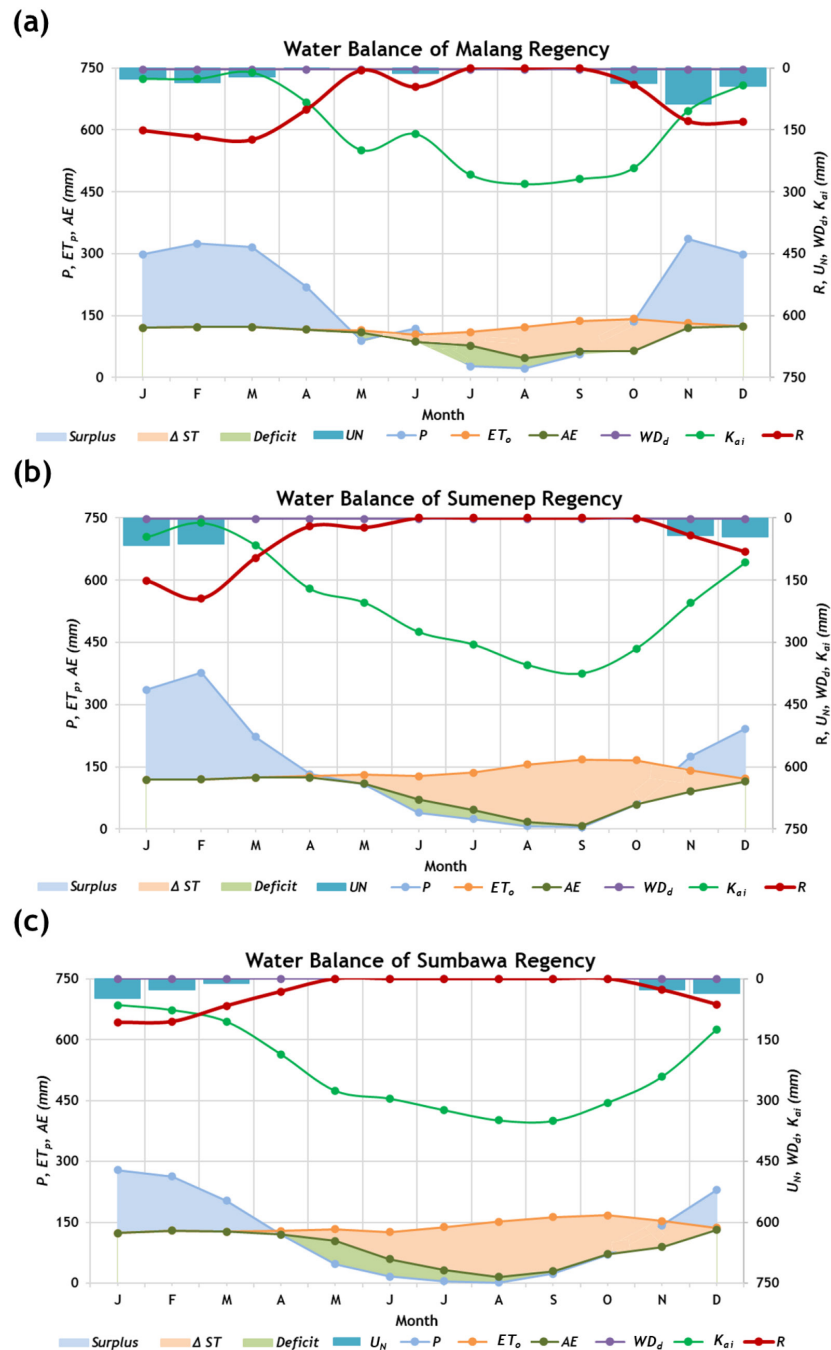 (a)
Water Balance of Malang Regency
750 0
600 150
450 300
300 450
150 600
0 750
P, ETp, AE (mm)
R, UN, WDd, Kai (mm)
J F M A M J J A S O N D
Month
Surplus Δ ST Deficit UN P ETo AE WDd Kai R
(b)
Water Balance of Sumenep Regency
750 0
600 150
450 300
300 450
150 600
0 750
P, ETp, AE (mm)
R, UN, WDd, Kai (mm)
J F M A M J J A S O N D
Month
Surplus Δ ST Deficit UN P ETo AE WDd Kai R
(c)
Water Balance of Sumbawa Regency
750 0
600 150
450 300
300 450
150 600
0 750
P, ETp, AE (mm)
UN, WDd, Kai (mm)
J F M A M J J A S O N D
Month
Surplus Δ ST Deficit UN P ETo AE WDd Kai R